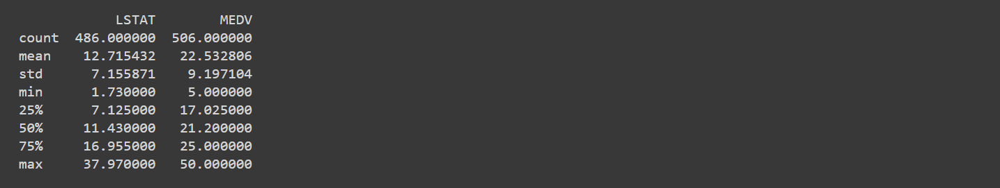 LSTAT MEDV
count 486.000000 506.000000
mean 12.715432 22.532806
std 7.155871 9.197104
min 1.730000 5.000000
25% 7.125000 17.025000
50% 11.430000 21.200000
75% 16.955000 25.000000
max 37.970000 50.000000